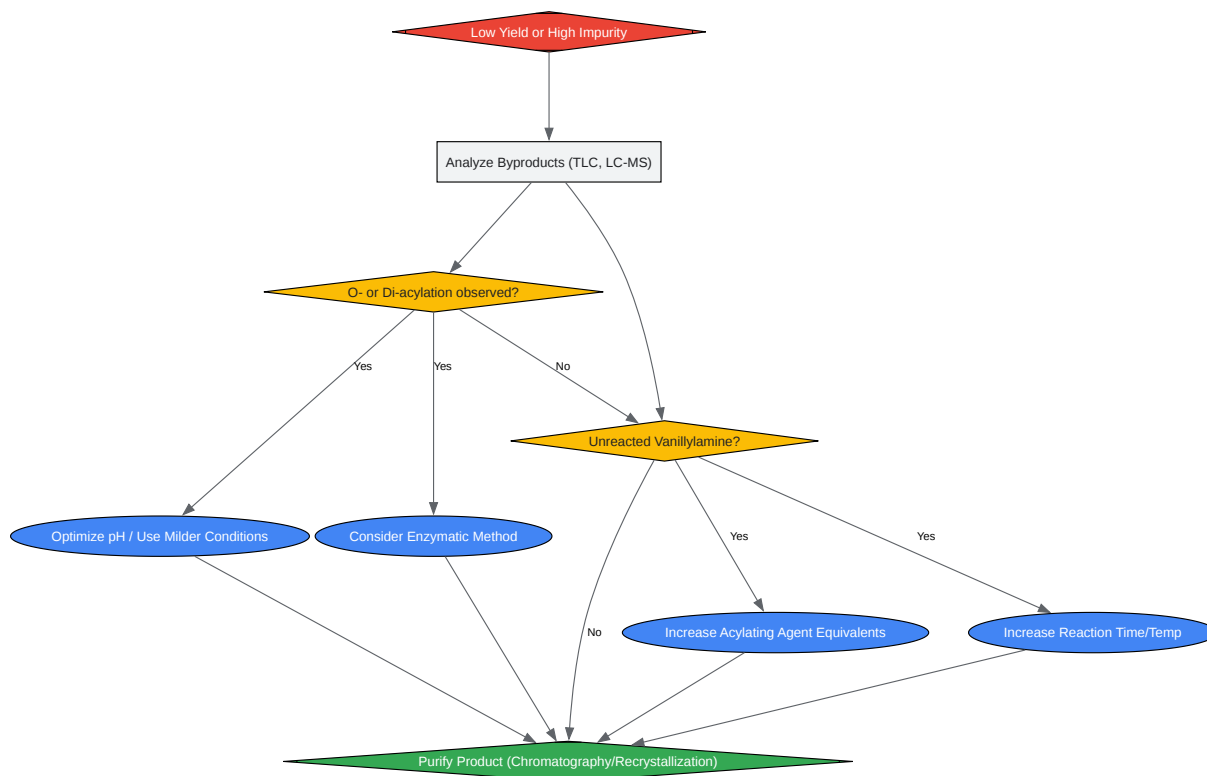 Low Yield or High Impurity
Analyze Byproducts (TLC, LC-MS)
O- or Di-acylation observed?
Yes
Yes
No
Unreacted Vanillylamine?
Optimize pH / Use Milder Conditions
Consider Enzymatic Method
Yes
Yes
No
Increase Acylating Agent Equivalents
Increase Reaction Time/Temp
Purify Product (Chromatography/Recrystallization)